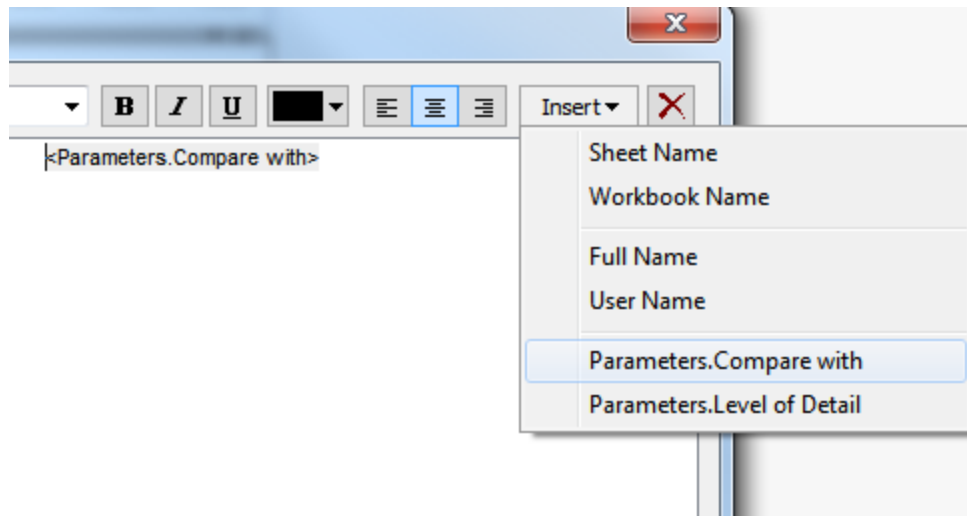 B I U Insert
<Parameters.Compare with>
Sheet Name
Workbook Name
Full Name
User Name
Parameters.Compare with
Parameters.Level of Detail